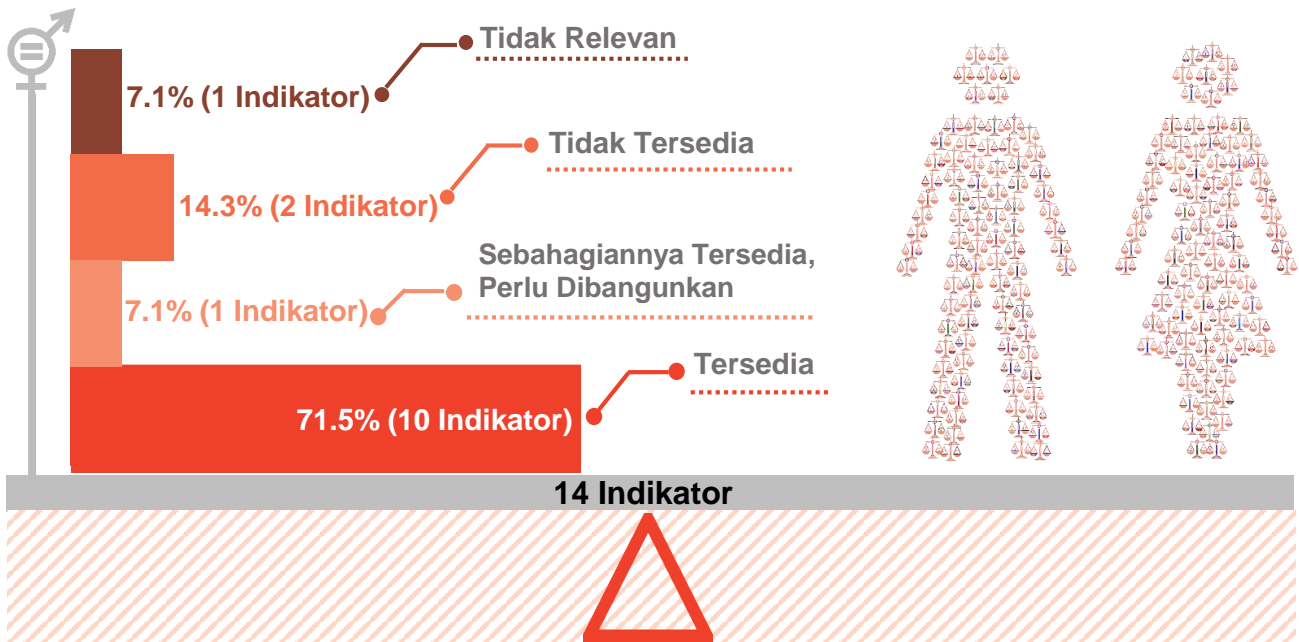 Tidak Relevan
7.1% (1 Indikator)
Tidak Tersedia
14.3% (2 Indikator)
Sebahagiannya Tersedia,
Perlu Dibangunkan
7.1% (1 Indikator)
Tersedia
71.5% (10 Indikator)
14 Indikator